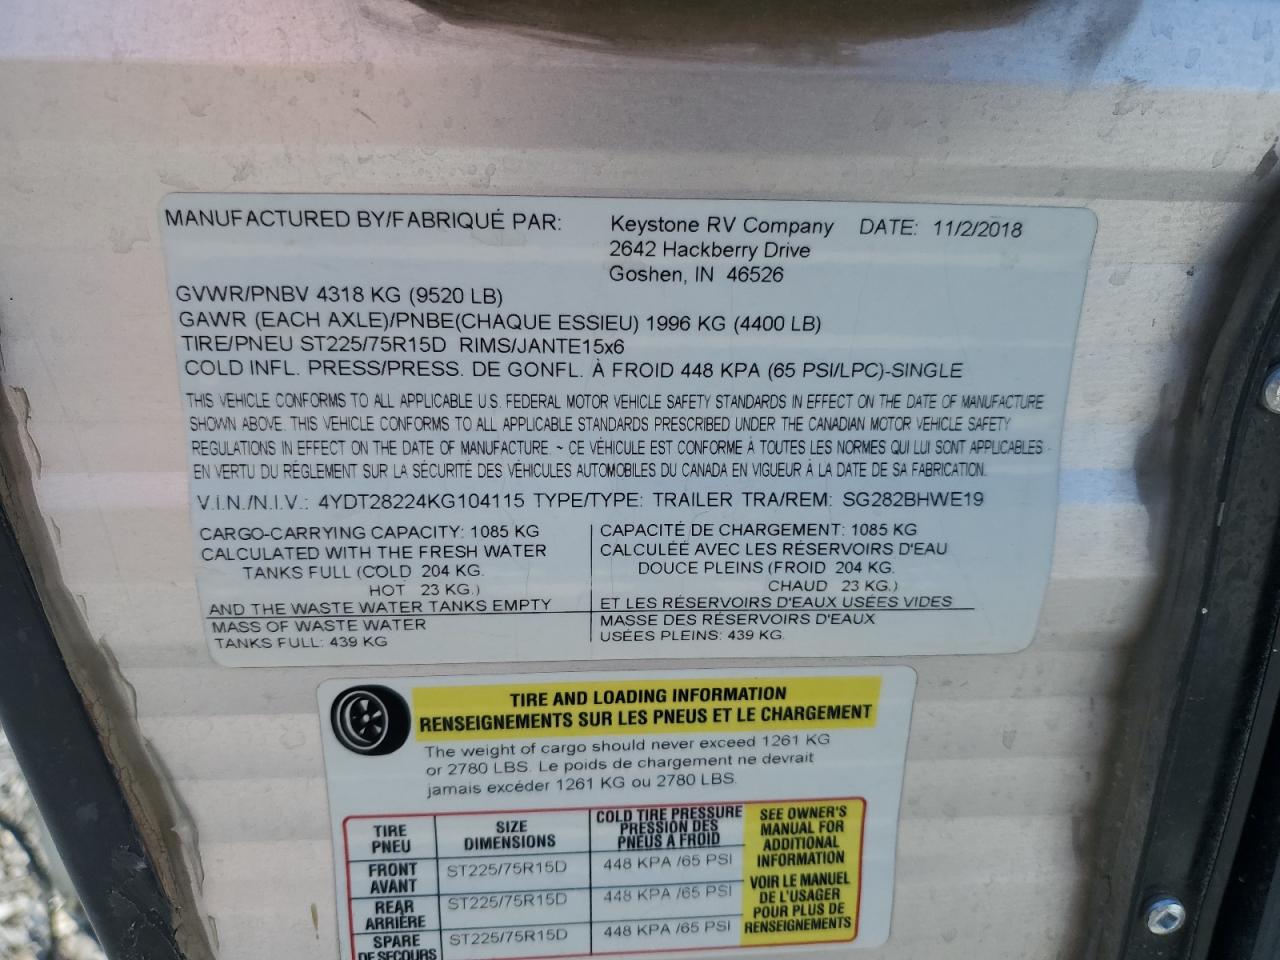 MANUFACTURED BY/FABRIQUÉ PAR: Keystone RV Company DATE: 11/2/2018
2642 Hackberry Drive
Goshen, IN 46526
GVWR/PNBV 4318 KG (9520 LB)
GAWR (EACH AXLE)/PNBE(CHAQUE ESSIEU) 1996 KG (4400 LB)
TIRE/PNEU ST225/75R15D RIMS/JANTE15x6
COLD INFL. PRESS/PRESS. DE GONFL. À FROID 448 KPA (65 PSI/LPC)-SINGLE
THIS VEHICLE CONFORMS TO ALL APPLICABLE U.S. FEDERAL MOTOR VEHICLE SAFETY STANDARDS IN EFFECT ON THE DATE OF MANUFACTURE
SHOWN ABOVE. THIS VEHICLE CONFORMS TO ALL APPLICABLE STANDARDS PRESCRIBED UNDER THE CANADIAN MOTOR VEHICLE SAFETY
REGULATIONS IN EFFECT ON THE DATE OF MANUFACTURE. ~ CE VÉHICULE EST CONFORME À TOUTES LES NORMES QUI LUI SONT APPLICABLES
EN VERTU DU RÈGLEMENT SUR LA SÉCURITÉ DES VÉHICULES AUTOMOBILES DU CANADA EN VIGUEUR À LA DATE DE SA FABRICATION.
V.I.N./N.I.V.: 4YDT28224KG104115 TYPE/TYPE: TRAILER TRA/REM: SG282BHWE19
CARGO-CARRYING CAPACITY: 1085 KG
CALCULATED WITH THE FRESH WATER
TANKS FULL (COLD 204 KG.
HOT 23 KG.)
AND THE WASTE WATER TANKS EMPTY
MASS OF WASTE WATER
TANKS FULL: 439 KG
CAPACITÉ DE CHARGEMENT: 1085 KG
CALCULÉE AVEC LES RÉSERVOIRS D'EAU
DOUCE PLEINS (FROID 204 KG.
CHAUD 23 KG.)
ET LES RÉSERVOIRS D'EAUX USÉES VIDES
MASSE DES RÉSERVOIRS D'EAUX
USÉES PLEINS: 439 KG.
TIRE AND LOADING INFORMATION
RENSEIGNEMENTS SUR LES PNEUS ET LE CHARGEMENT
The weight of cargo should never exceed 1261 KG
or 2780 LBS. Le poids de chargement ne devrait
jamais excéder 1261 KG ou 2780 LBS.
TIRE
PNEU
SIZE
DIMENSIONS
COLD TIRE PRESSURE
PRESSION DES
PNEUS À FROID
FRONT
AVANT
ST225/75R15D 448 KPA /65 PSI
REAR
ARRIÈRE
ST225/75R15D 448 KPA /65 PSI
SPARE
DE SECOURS
ST225/75R15D 448 KPA /65 PSI
SEE OWNER'S
MANUAL FOR
ADDITIONAL
INFORMATION
VOIR LE MANUEL
DE L'USAGER
POUR PLUS DE
RENSEIGNEMENTS